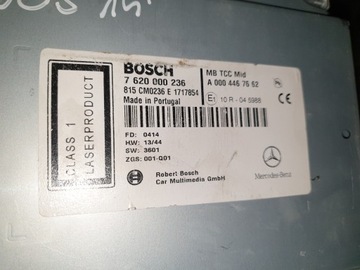 CLASS 1
LASERPRODUCT
BOSCH
7 620 000 236
815 CM0236 E 1717854
Made in Portugal
MB TCC Mid
A 000 446 75 62
E1 10 R - 04 5988
FD: 0414
HW: 13/44
SW: 3601
ZGS: 001-Q01
Robert Bosch
Car Multimedia GmbH
Mercedes-Benz